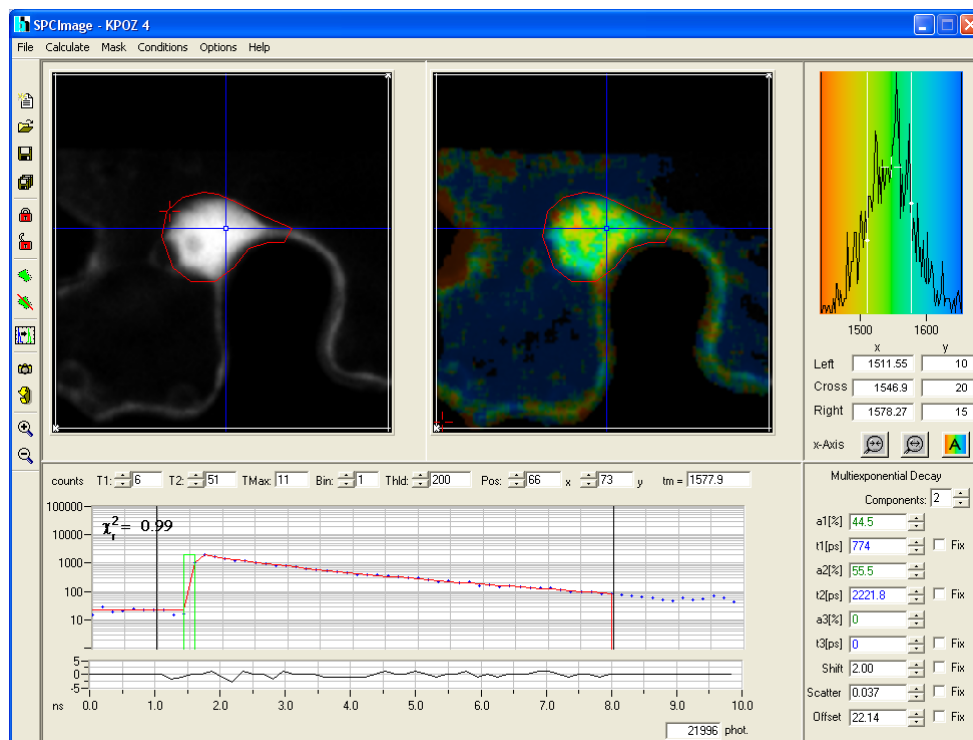 SPCImage - KPOZ 4
File Calculate Mask Conditions Options Help
1500 1600
x y
Left 1511.55 10
Cross 1546.9 20
Right 1578.27 15
x-Axis A
counts T1: 6 T2: 51 TMax: 11 Bin: 1 Thld: 200 Pos: 66 x 73 y tm = 1577.9
100000
10000
1000
100
10
χ²r = 0.99
5
0
-5
ns 0.0 1.0 2.0 3.0 4.0 5.0 6.0 7.0 8.0 9.0 10.0
21996 phot.
Multiexponential Decay
Components: 2
a1[%] 44.5
t1[ps] 774 Fix
a2[%] 55.5
t2[ps] 2221.8 Fix
a3[%] 0
t3[ps] 0 Fix
Shift 2.00 Fix
Scatter 0.037 Fix
Offset 22.14 Fix